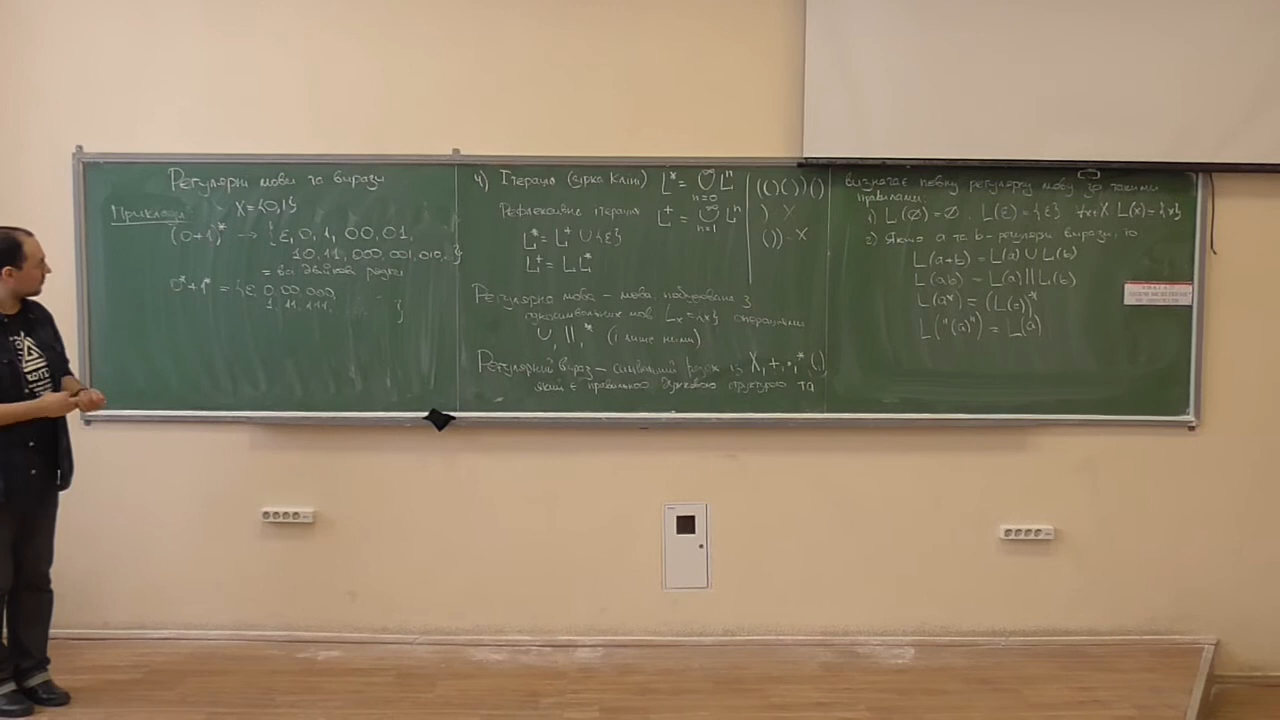 Регулярні мови та вирази
Приклади X={0,1}
(0+1)* → {ε, 0, 1, 00, 01,
10, 11, 000, 001, 010, }
= всі двійкові рядки
0*+1* = {ε, 0, 00, 000,
1, 11, 111, }
4) Ітерація (зірка Кліні) L* = ∪ Lⁿ
n=0
Рефлексивне ітерація L⁺ = ∪ Lⁿ
n=1
L* = L⁺ ∪ {ε}
L⁺ = L L*
(()())()
) - X
()) - X
Регулярна мова – мова, побудована з
односимвольних мов Lx={x} операціями
∪, ||, * (і лише ними)
Регулярний вираз – символьний рядок із X, +, ·, *, ()
який є правильною дужковою структурою та
визначає певну регулярну мову за такими
правилами:
1) L(∅)=∅, L(ε)={ε} ∀x∈X L(x)={x}
2) Якщо a та b – регулярні вирази, то
L(a+b) = L(a) ∪ L(b)
L(ab) = L(a) || L(b)
L(a*) = (L(a))*
L("(a)") = L(a)